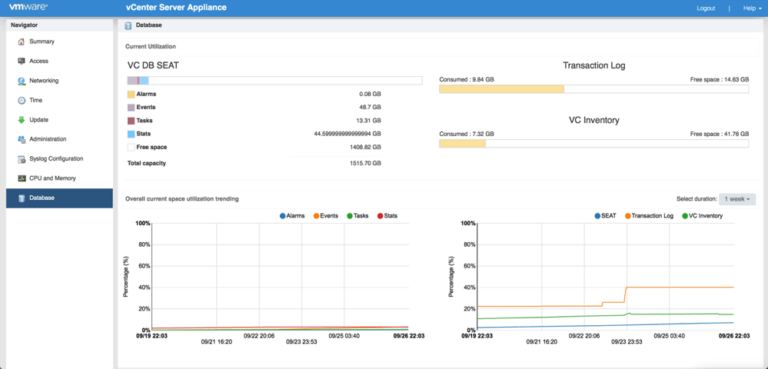 vmware® vCenter Server Appliance Logout | Help
Navigator
Summary
Access
Networking
Time
Update
Administration
Syslog Configuration
CPU and Memory
Database
Database
Current Utilization
VC DB SEAT
Alarms 0.08 GB
Events 48.7 GB
Tasks 13.31 GB
Stats 44.599999999999994 GB
Free space 1408.82 GB
Total capacity 1515.70 GB
Transaction Log
Consumed : 9.84 GB Free space : 14.63 GB
VC Inventory
Consumed : 7.32 GB Free space : 41.76 GB
Overall current space utilization trending
Select duration: 1 week
Alarms Events Tasks Stats
Percentage (%)
100%
80%
60%
40%
20%
0%
09/19 22:03 09/22 20:06 09/25 03:40 09/26 22:03
09/21 16:20 09/23 23:53
SEAT Transaction Log VC Inventory
Percentage (%)
100%
80%
60%
40%
20%
0%
09/19 22:03 09/22 20:06 09/25 03:40 09/26 22:03
09/21 16:20 09/23 23:53